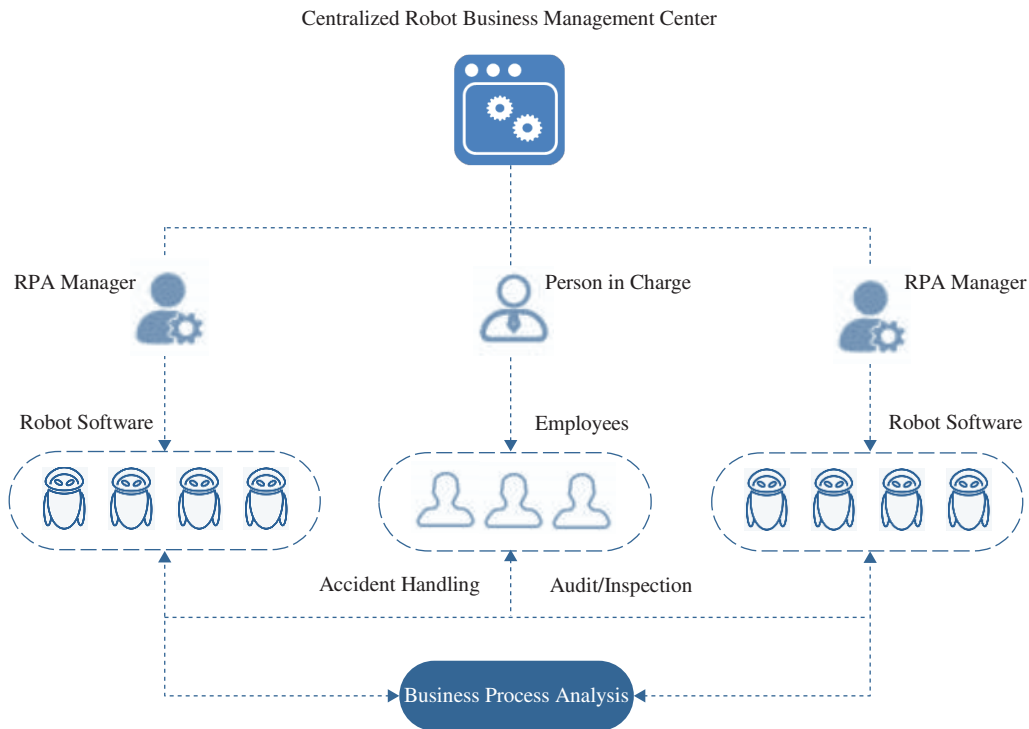 Centralized Robot Business Management Center
RPA Manager
Person in Charge
RPA Manager
Robot Software
Employees
Robot Software
Accident Handling
Audit/Inspection
Business Process Analysis